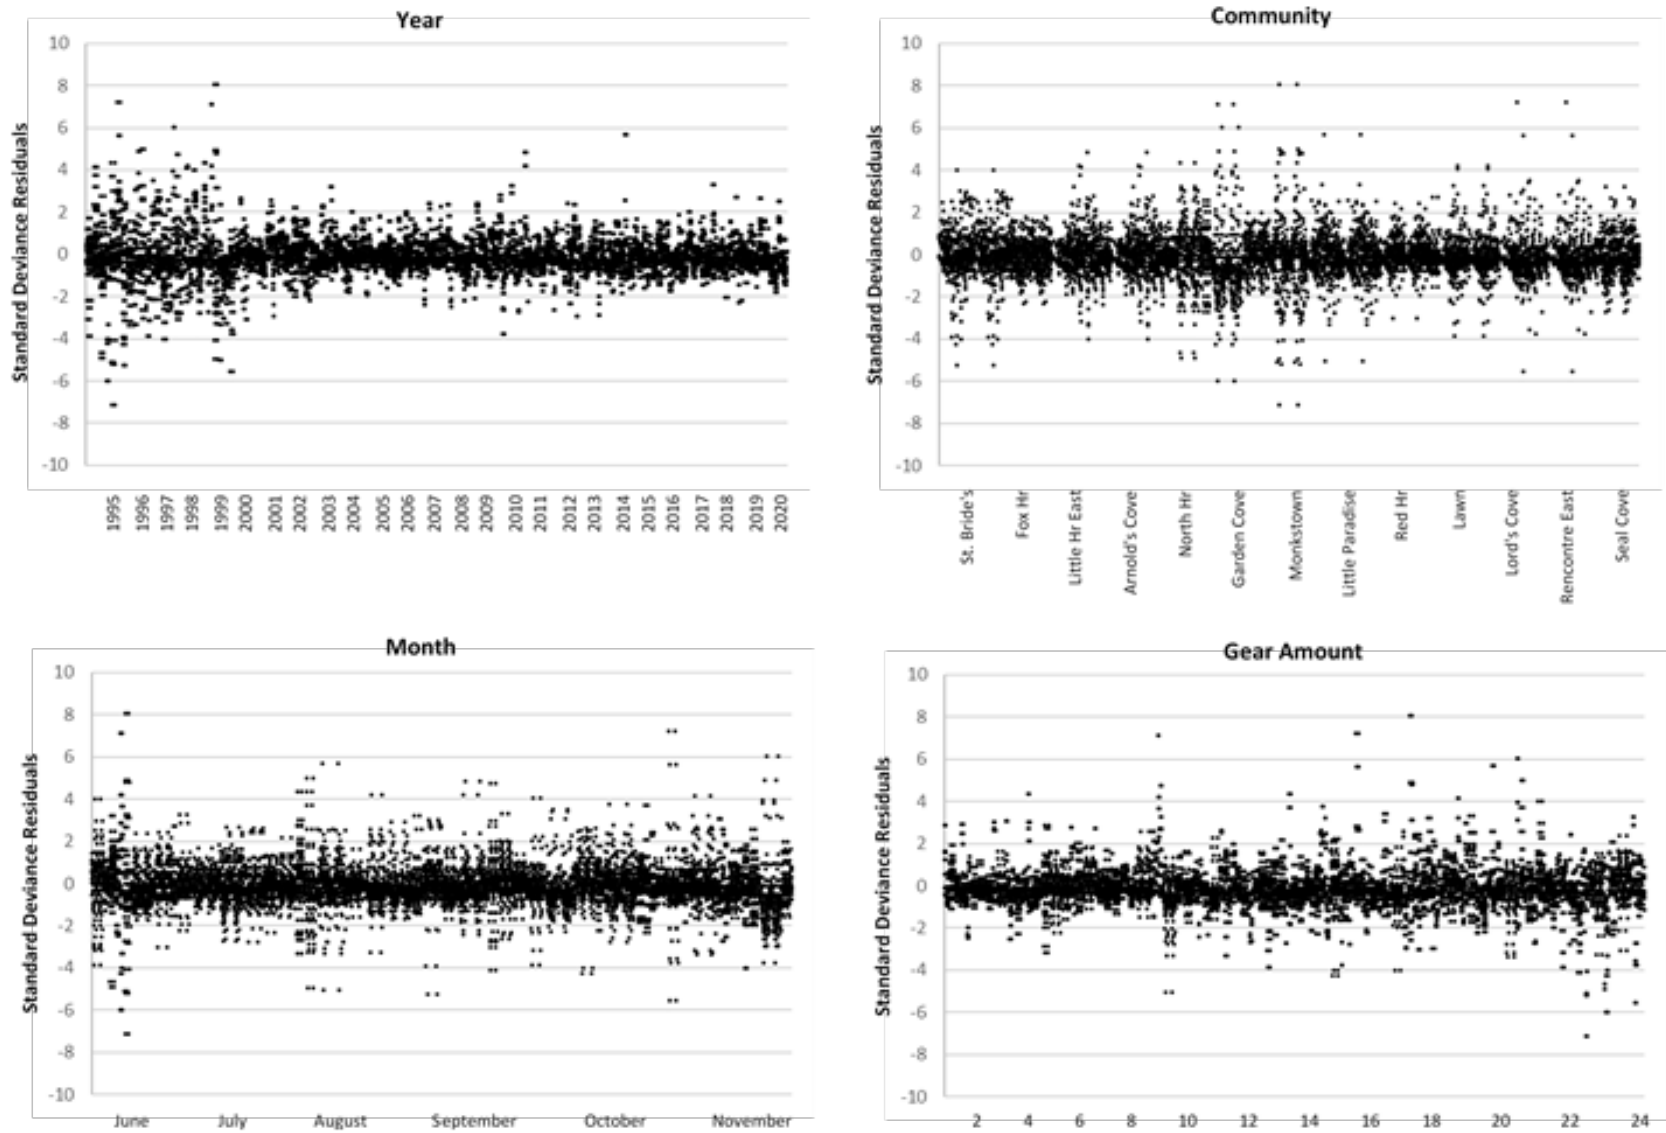 Year
Standard Deviance Residuals
10
8
6
4
2
0
-2
-4
-6
-8
-10
1995 1996 1997 1998 1999 2000 2001 2002 2003 2004 2005 2006 2007 2008 2009 2010 2011 2012 2013 2014 2015 2016 2017 2018 2019 2020
Community
Standard Deviance Residuals
10
8
6
4
2
0
-2
-4
-6
-8
-10
St. Bride's
Fox Hr
Little Hr East
Arnold's Cove
North Hr
Garden Cove
Monkstown
Little Paradise
Red Hr
Lawn
Lord's Cove
Rencontre East
Seal Cove
Month
Standard Deviance Residuals
10
8
6
4
2
0
-2
-4
-6
-8
-10
June July August September October November
Gear Amount
Standard Deviance Residuals
10
8
6
4
2
0
-2
-4
-6
-8
-10
2 4 6 8 10 12 14 16 18 20 22 24